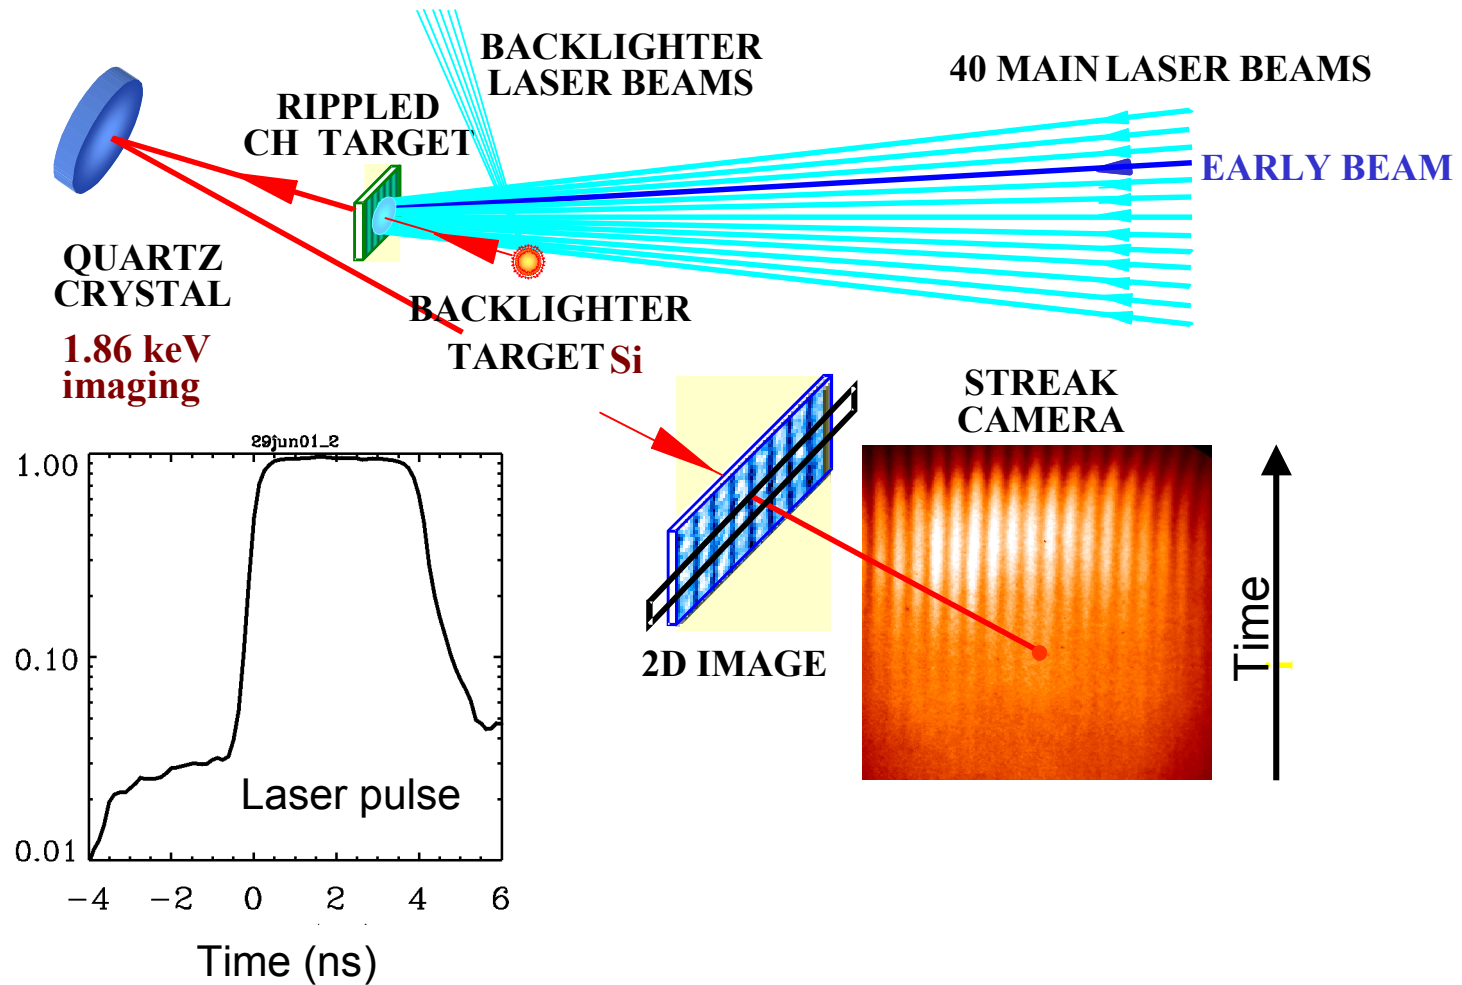 BACKLIGHTER
LASER BEAMS
40 MAIN LASER BEAMS
RIPPLED
CH TARGET
EARLY BEAM
QUARTZ
CRYSTAL
1.86 keV
imaging
BACKLIGHTER
TARGET Si
STREAK
CAMERA
2D IMAGE
Time
29jun01_2
1.00
0.10
0.01
Laser pulse
-4 -2 0 2 4 6
Time (ns)